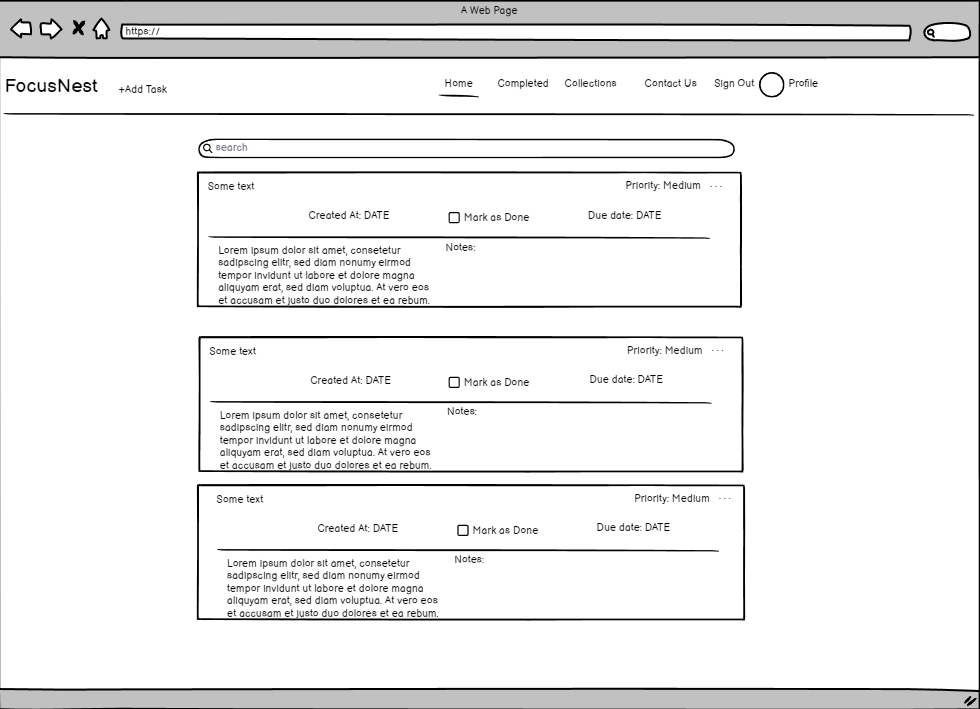 A Web Page
https://
FocusNest +Add Task Home Completed Collections Contact Us Sign Out Profile
search
Some text Priority: Medium ...
Created At: DATE Mark as Done Due date: DATE
Notes:
Lorem ipsum dolor sit amet, consetetur
sadipscing elitr, sed diam nonumy eirmod
tempor invidunt ut labore et dolore magna
aliquyam erat, sed diam voluptua. At vero eos
et accusam et justo duo dolores et ea rebum.
Some text Priority: Medium ...
Created At: DATE Mark as Done Due date: DATE
Notes:
Lorem ipsum dolor sit amet, consetetur
sadipscing elitr, sed diam nonumy eirmod
tempor invidunt ut labore et dolore magna
aliquyam erat, sed diam voluptua. At vero eos
et accusam et justo duo dolores et ea rebum.
Some text Priority: Medium ...
Created At: DATE Mark as Done Due date: DATE
Notes:
Lorem ipsum dolor sit amet, consetetur
sadipscing elitr, sed diam nonumy eirmod
tempor invidunt ut labore et dolore magna
aliquyam erat, sed diam voluptua. At vero eos
et accusam et justo duo dolores et ea rebum.